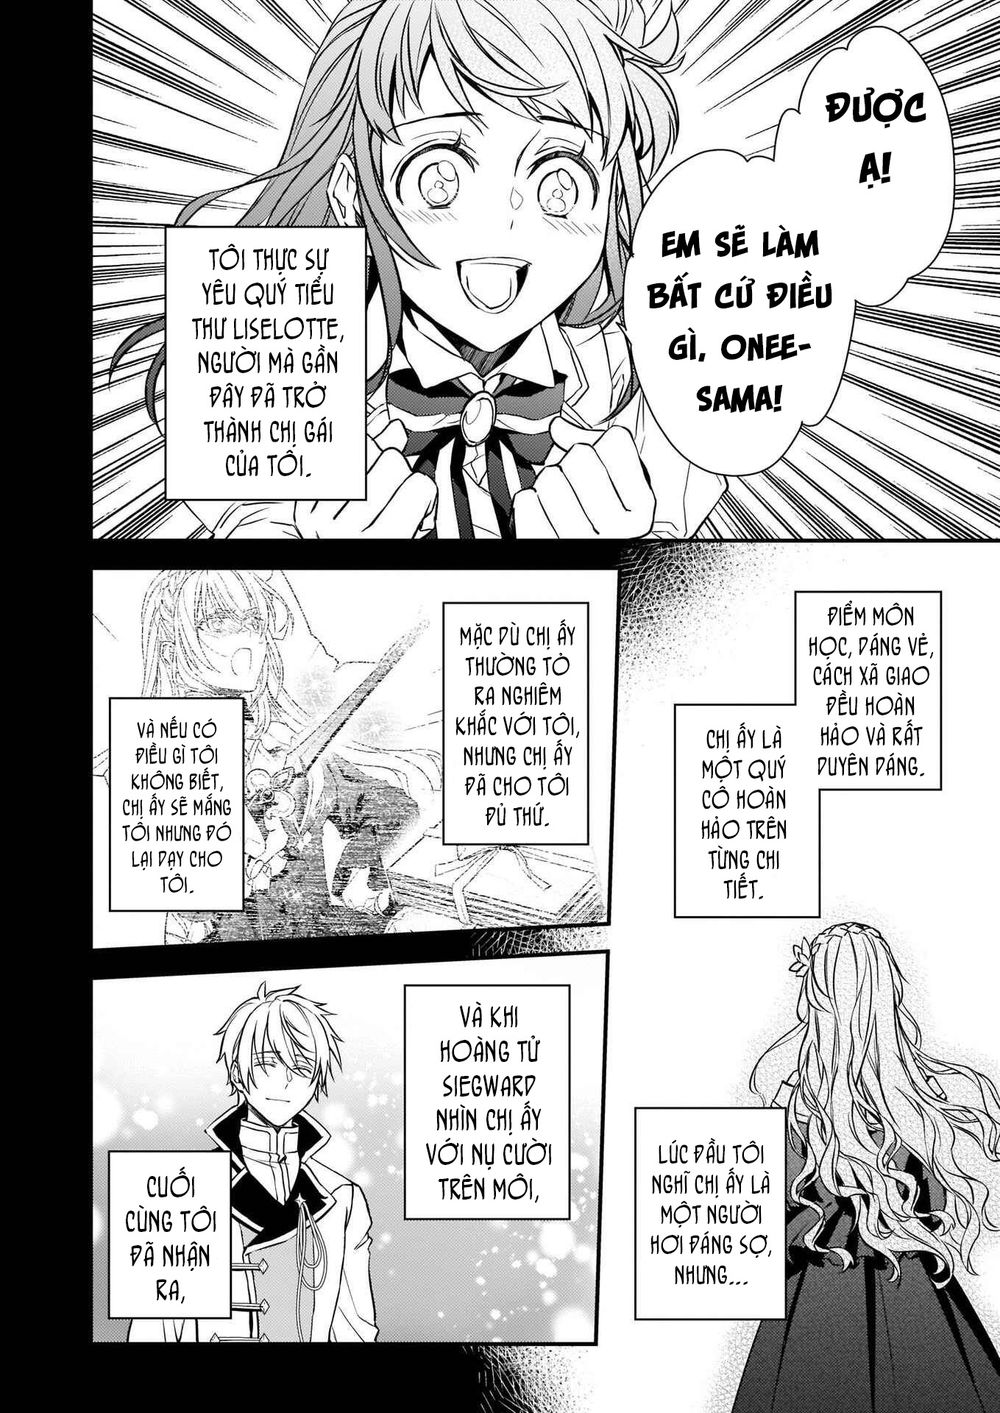 ĐƯỢC
Ạ!
EM SẼ LÀM
BẤT CỨ ĐIỀU
GÌ, ONEE-
SAMA!
TÔI THỰC SỰ
YÊU QUÝ TIỂU
THƯ LISELOTTE,
NGƯỜI MÀ GẦN
ĐÂY ĐÃ TRỞ
THÀNH CHỊ GÁI
CỦA TÔI.
ĐIỂM MÔN
HỌC, DÁNG VẺ,
CÁCH XÃ GIAO
ĐỀU HOÀN
HẢO VÀ RẤT
DUYÊN DÁNG.
CHỊ ẤY LÀ
MỘT QUÝ
CÔ HOÀN
HẢO TRÊN
TỪNG CHI
TIẾT.
LÚC ĐẦU TÔI
NGHĨ CHỊ ẤY LÀ
MỘT NGƯỜI
HƠI ĐÁNG SỢ,
NHƯNG...
MẶC DÙ CHỊ ẤY
THƯỜNG TỎ
RA NGHIÊM
KHẮC VỚI TÔI,
NHƯNG CHỊ ẤY
ĐÃ CHO TÔI
ĐỦ THỨ.
VÀ NẾU CÓ
ĐIỀU GÌ TÔI
KHÔNG BIẾT,
CHỊ ẤY SẼ MẮNG
TÔI NHƯNG ĐÓ
LẠI DẠY CHO
TÔI.
VÀ KHI
HOÀNG TỬ
SIEGWARD
NHÌN CHỊ ẤY
VỚI NỤ CƯỜI
TRÊN MÔI,
CUỐI
CÙNG TÔI
ĐÃ NHẬN
RA,